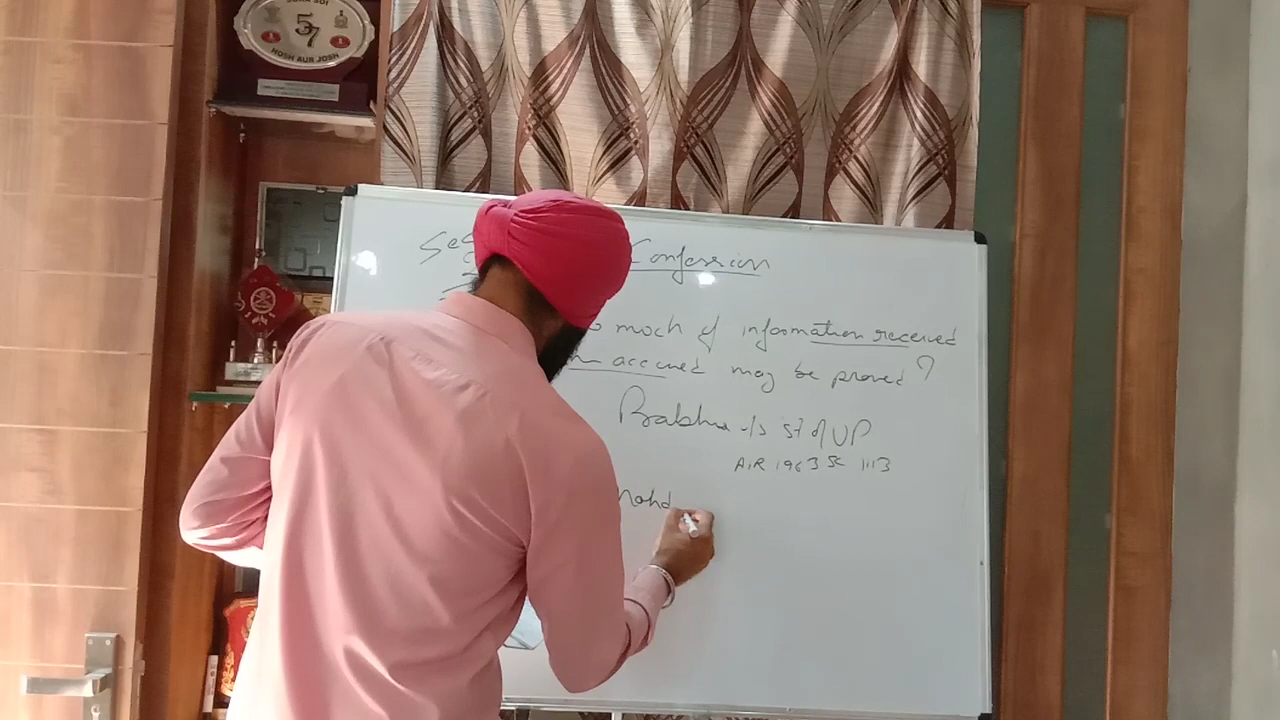 57
HOSH AUR JOSH
Confession
much of information received
accused may be proved ?
Babhu v/s st of UP
AIR 1963 SC 1113
Mohd